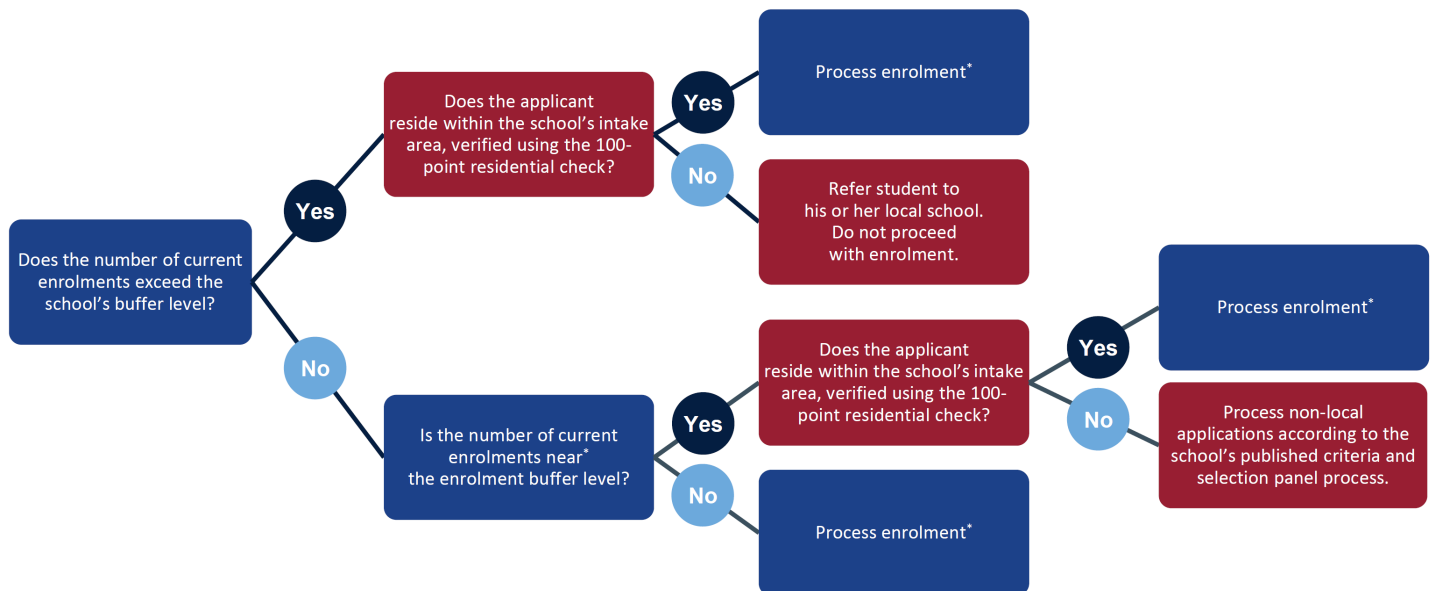 Does the number of current
enrolments exceed the
school's buffer level?
Yes
Does the applicant
reside within the school's intake
area, verified using the 100-
point residential check?
Yes
Process enrolment*
No
Refer student to
his or her local school.
Do not proceed
with enrolment.
No
Is the number of current
enrolments near*
the enrolment buffer level?
Yes
Does the applicant
reside within the school's intake
area, verified using the 100-
point residential check?
Yes
Process enrolment*
No
Process non-local
applications according to the
school's published criteria and
selection panel process.
No
Process enrolment*